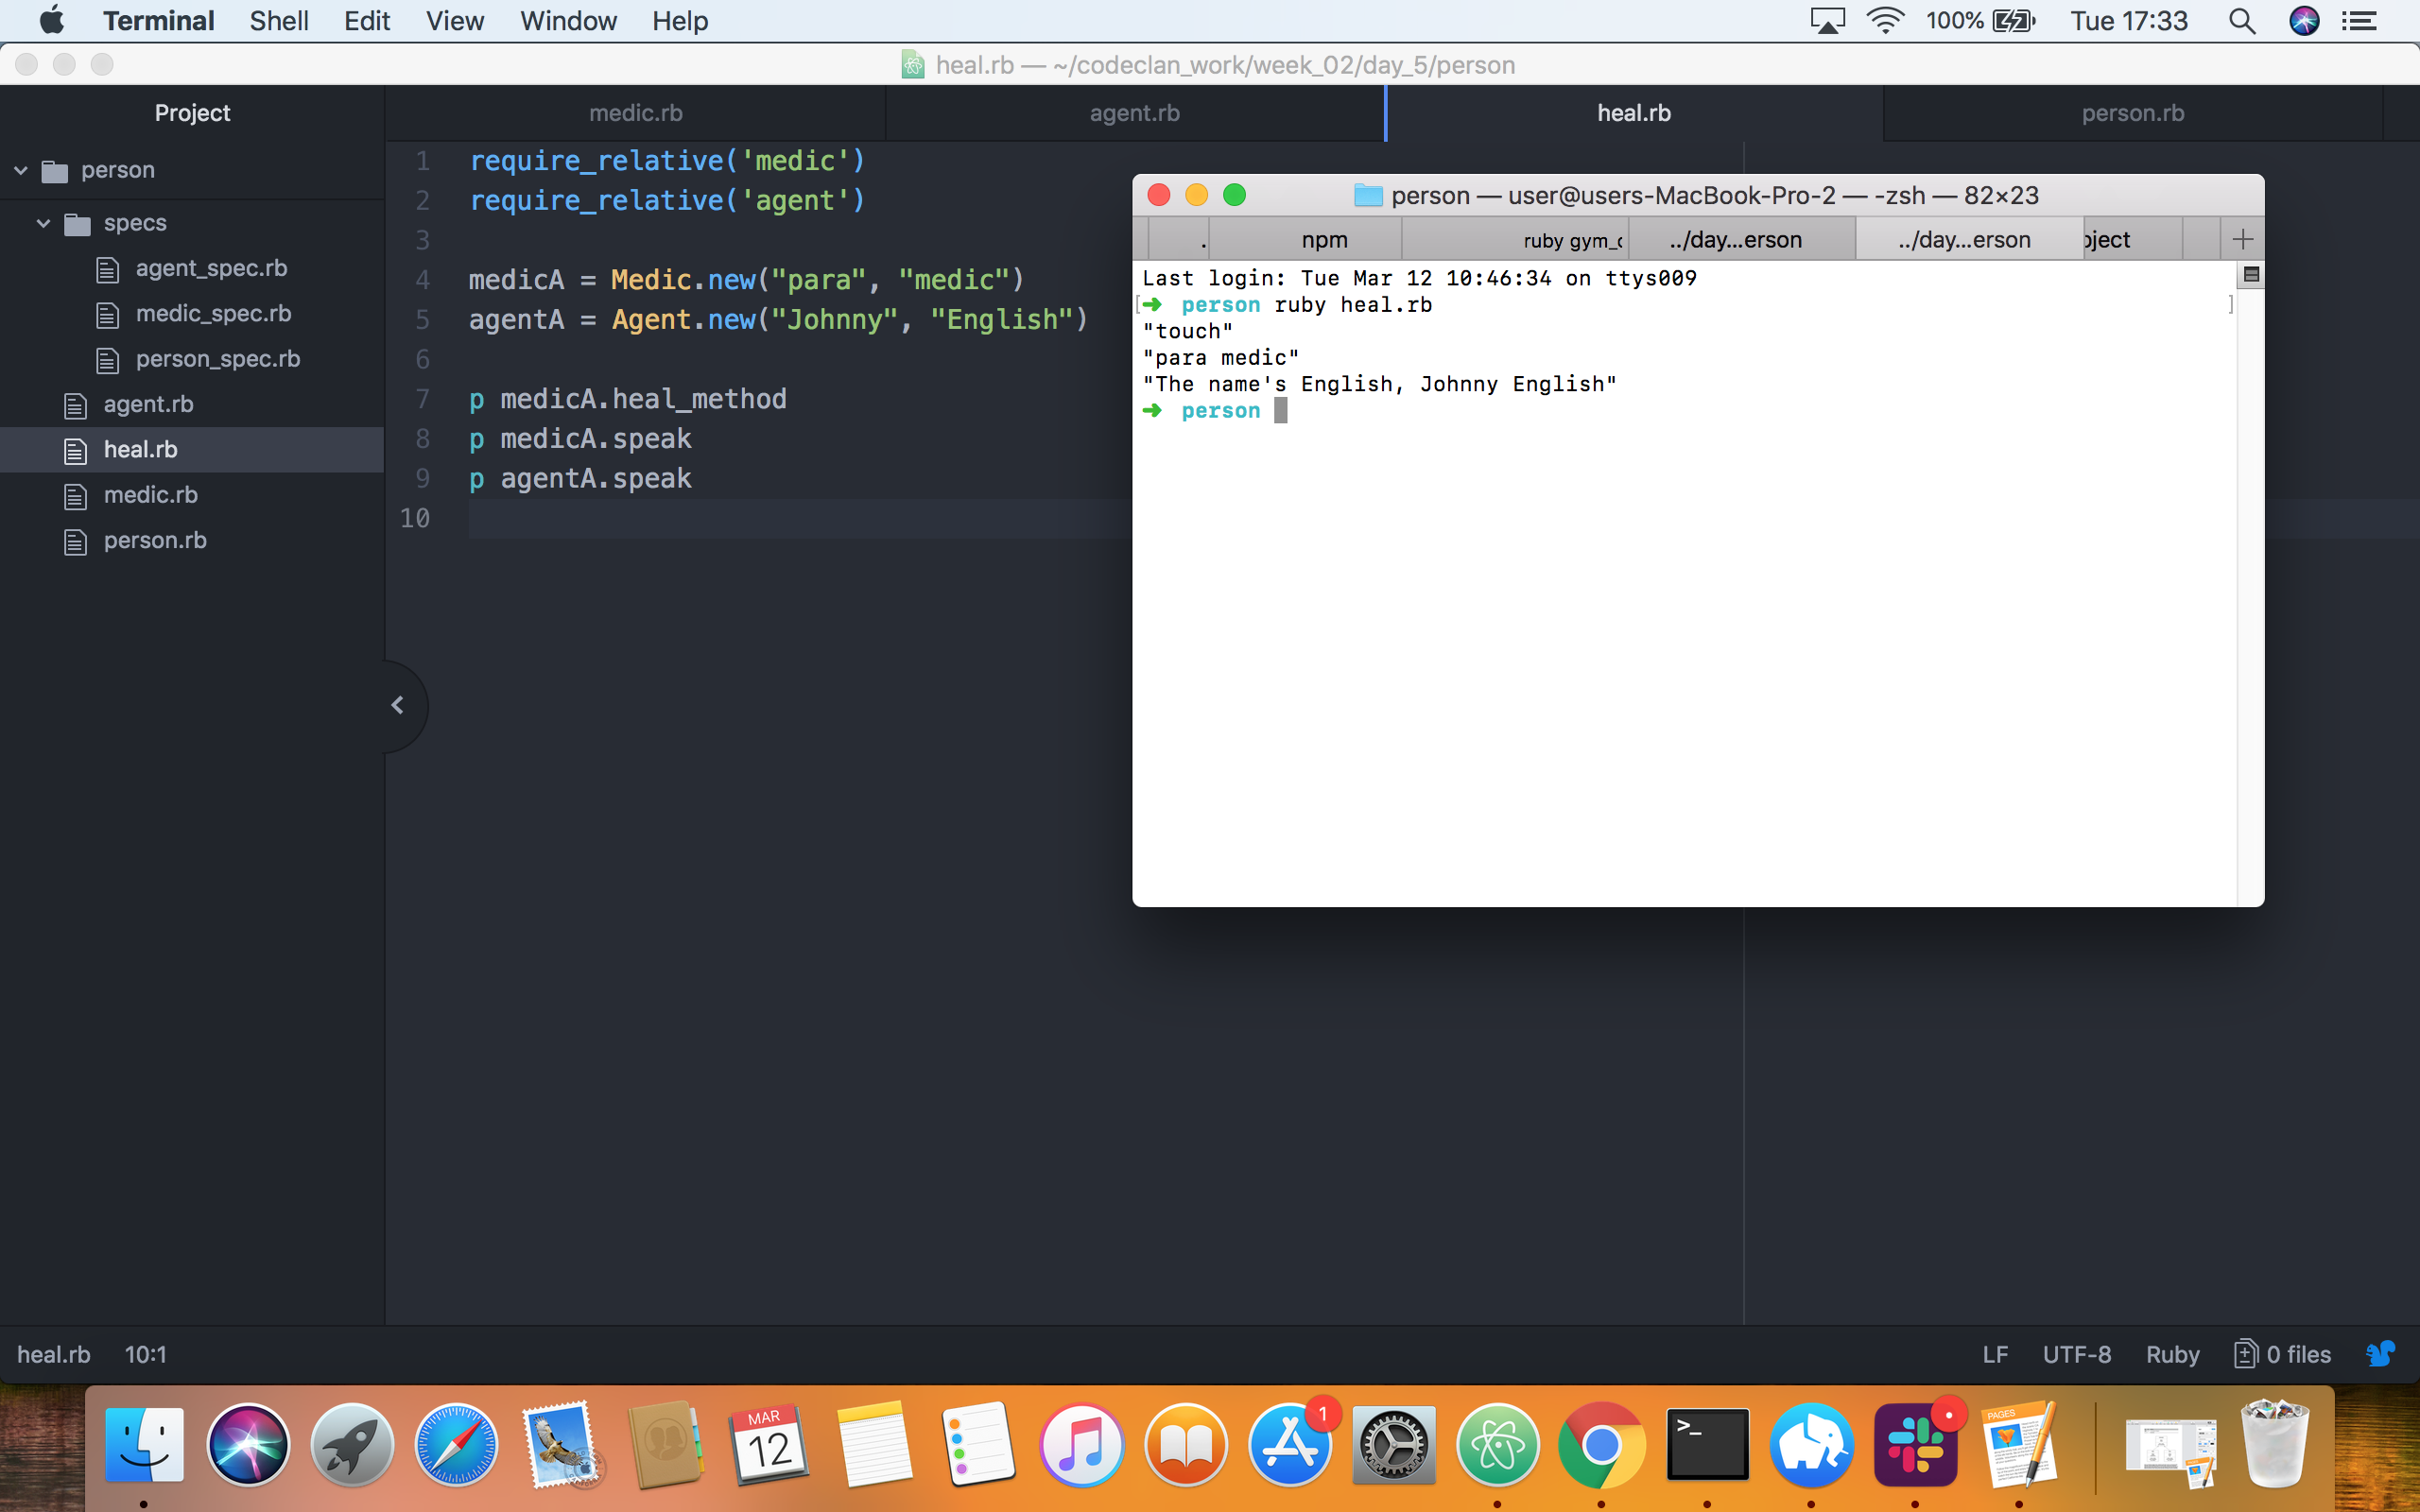 Terminal Shell Edit View Window Help 100% Tue 17:33
heal.rb — ~/codeclan_work/week_02/day_5/person
Project
medic.rb agent.rb heal.rb person.rb
person
specs
agent_spec.rb
medic_spec.rb
person_spec.rb
agent.rb
heal.rb
medic.rb
person.rb
1 require_relative('medic')
2 require_relative('agent')
3
4 medicA = Medic.new("para", "medic")
5 agentA = Agent.new("Johnny", "English")
6
7 p medicA.heal_method
8 p medicA.speak
9 p agentA.speak
10
person — user@users-MacBook-Pro-2 — -zsh — 82×23
. npm ruby gym_ ../day...erson ../day...erson ject +
Last login: Tue Mar 12 10:46:34 on ttys009
[➜ person ruby heal.rb ]
"touch"
"para medic"
"The name's English, Johnny English"
➜ person
heal.rb 10:1 LF UTF-8 Ruby 0 files
MAR
12
1
>_
PAGES